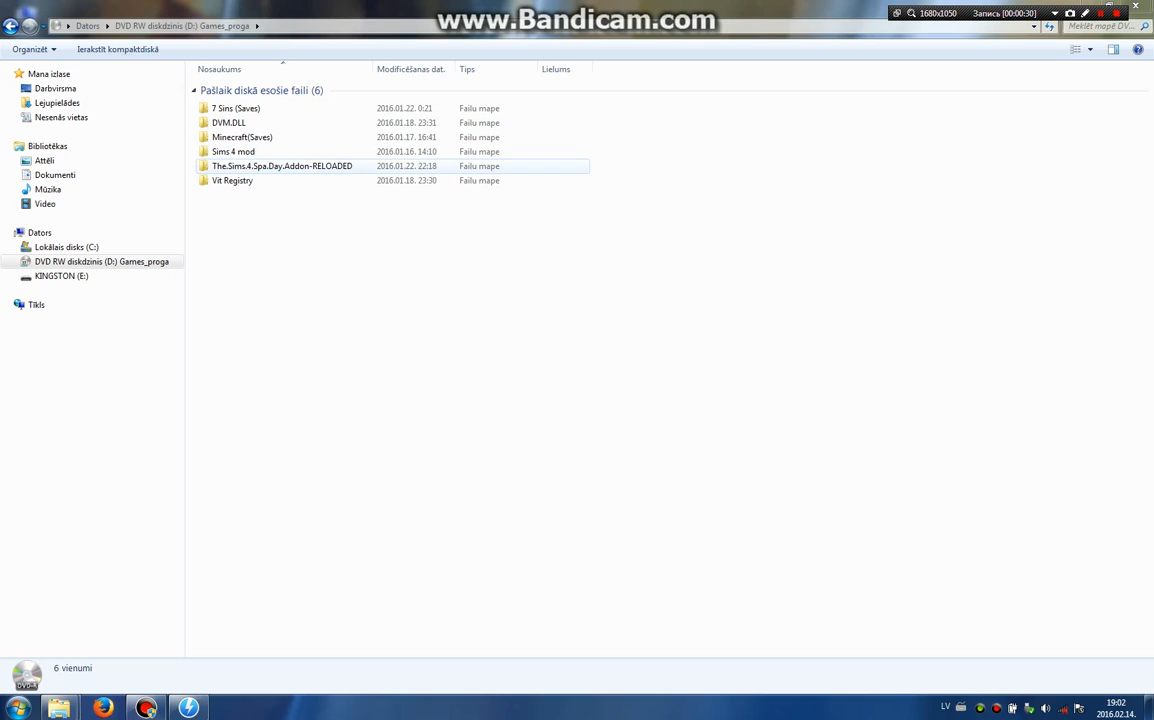 www.Bandicam.com
1680x1050 Запись [00:00:30]
Dators DVD RW diskdzinis (D:) Games_proga
Meklēt mapē DV...
Organizēt Ierakstīt kompaktdiskā
Nosaukums Modificēšanas dat. Tips Lielums
Pašlaik diskā esošie faili (6)
7 Sins (Saves) 2016.01.22. 0:21 Failu mape
DVM.DLL 2016.01.18. 23:31 Failu mape
Minecraft(Saves) 2016.01.17. 16:41 Failu mape
Sims 4 mod 2016.01.16. 14:10 Failu mape
The.Sims.4.Spa.Day.Addon-RELOADED 2016.01.22. 22:18 Failu mape
Vit Registry 2016.01.18. 23:30 Failu mape
Mana izlase
Darbvirsma
Lejupielādes
Nesenās vietas
Bibliotēkas
Attēli
Dokumenti
Mūzika
Video
Dators
Lokālais disks (C:)
DVD RW diskdzinis (D:) Games_proga
KINGSTON (E:)
Tīkls
DVD-R
6 vienumi
LV
19:02
2016.02.14.